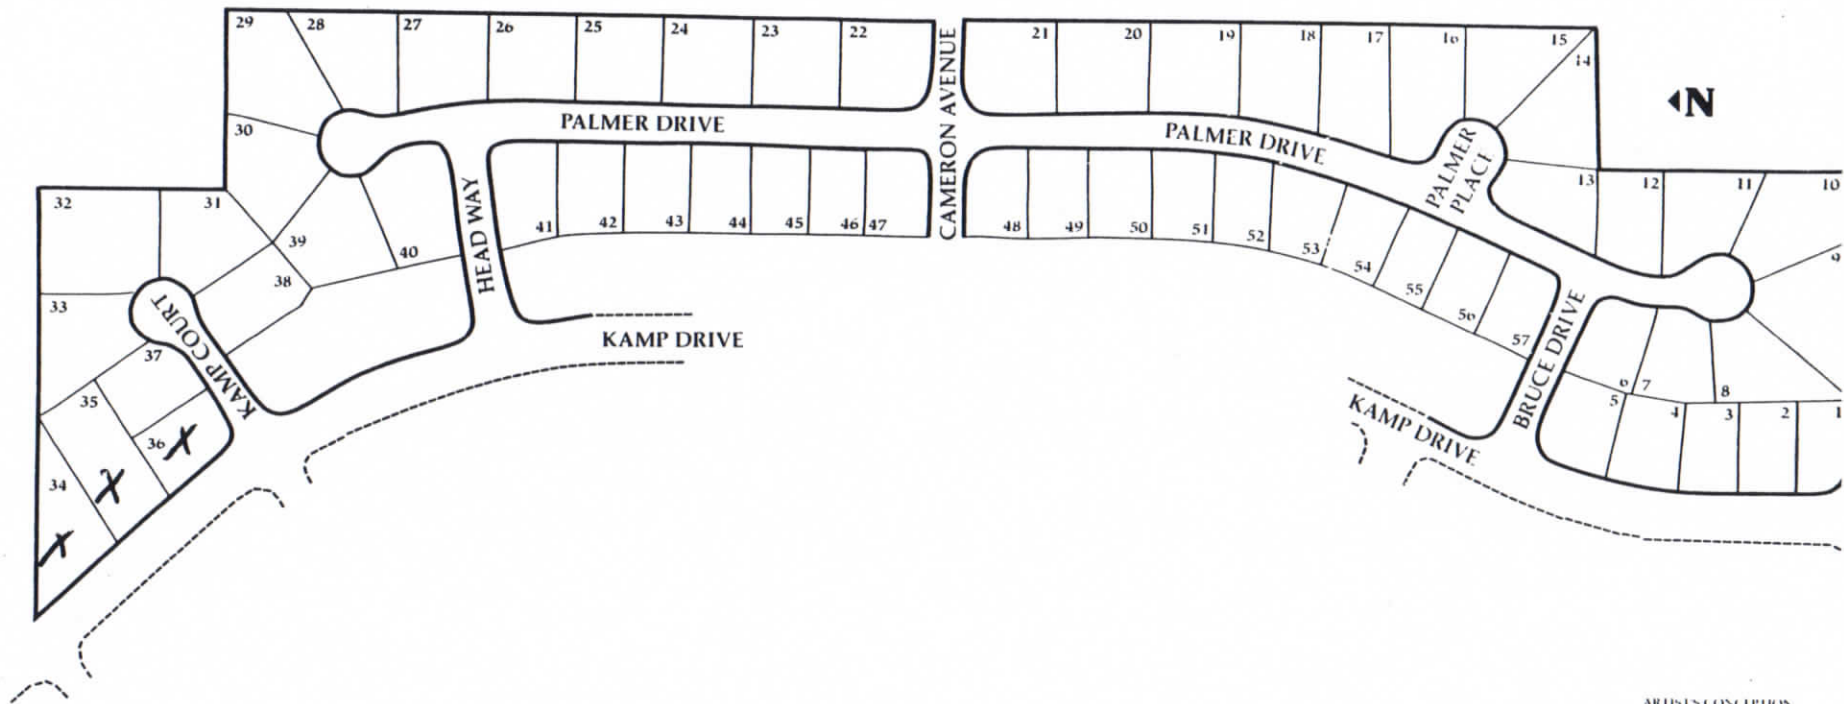 29 28 27 26 25 24 23 22 21 20 19 18 17 16 15
14
N
30
PALMER DRIVE
CAMERON AVENUE
PALMER DRIVE
PALMER
PLACE
13 12 11 10
32 31
HEAD WAY
41 42 43 44 45 46 47 48 49 50 51 52 53 54 55 56 57
39 40
38
9
33
KAMP COURT
KAMP DRIVE
BRUCE DRIVE
37
35
36
34
6 7 8
5 4 3 2 1
KAMP DRIVE
ARTISTS CONCEPTION